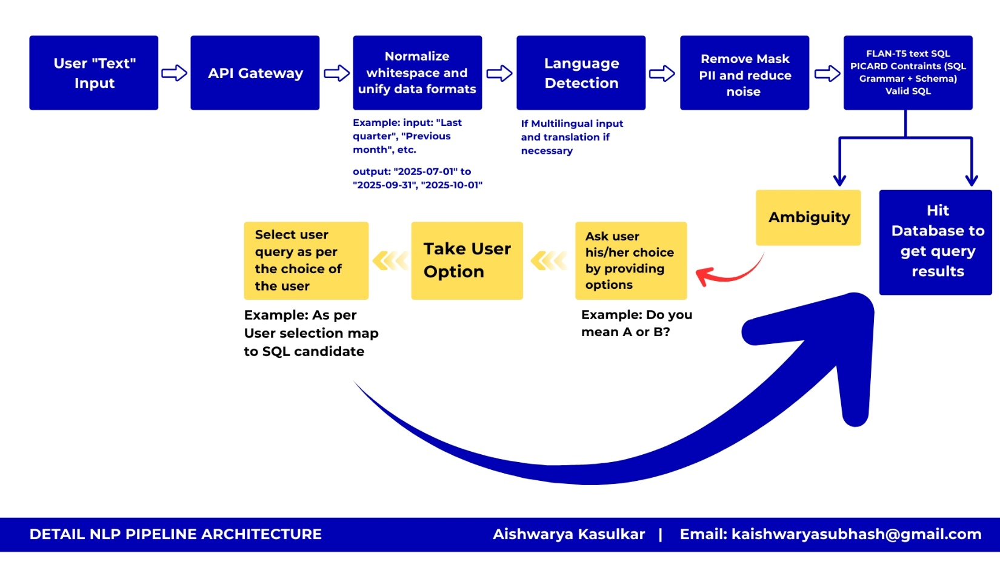 User "Text"
Input
API Gateway
Normalize
whitespace and
unify data formats
Language
Detection
Remove Mask
PII and reduce
noise
FLAN-T5 text SQL
PICARD Contraints (SQL
Grammar + Schema)
Valid SQL
Example: input: "Last
quarter", "Previous
month", etc.
output: "2025-07-01" to
"2025-09-31", "2025-10-01"
If Multilingual input
and translation if
necessary
Ambiguity
Hit
Database to
get query
results
Select user
query as per
the choice of
the user
Take User
Option
Ask user
his/her choice
by providing
options
Example: As per
User selection map
to SQL candidate
Example: Do you
mean A or B?
DETAIL NLP PIPELINE ARCHITECTURE
Aishwarya Kasulkar | Email: kaishwaryasubhash@gmail.com